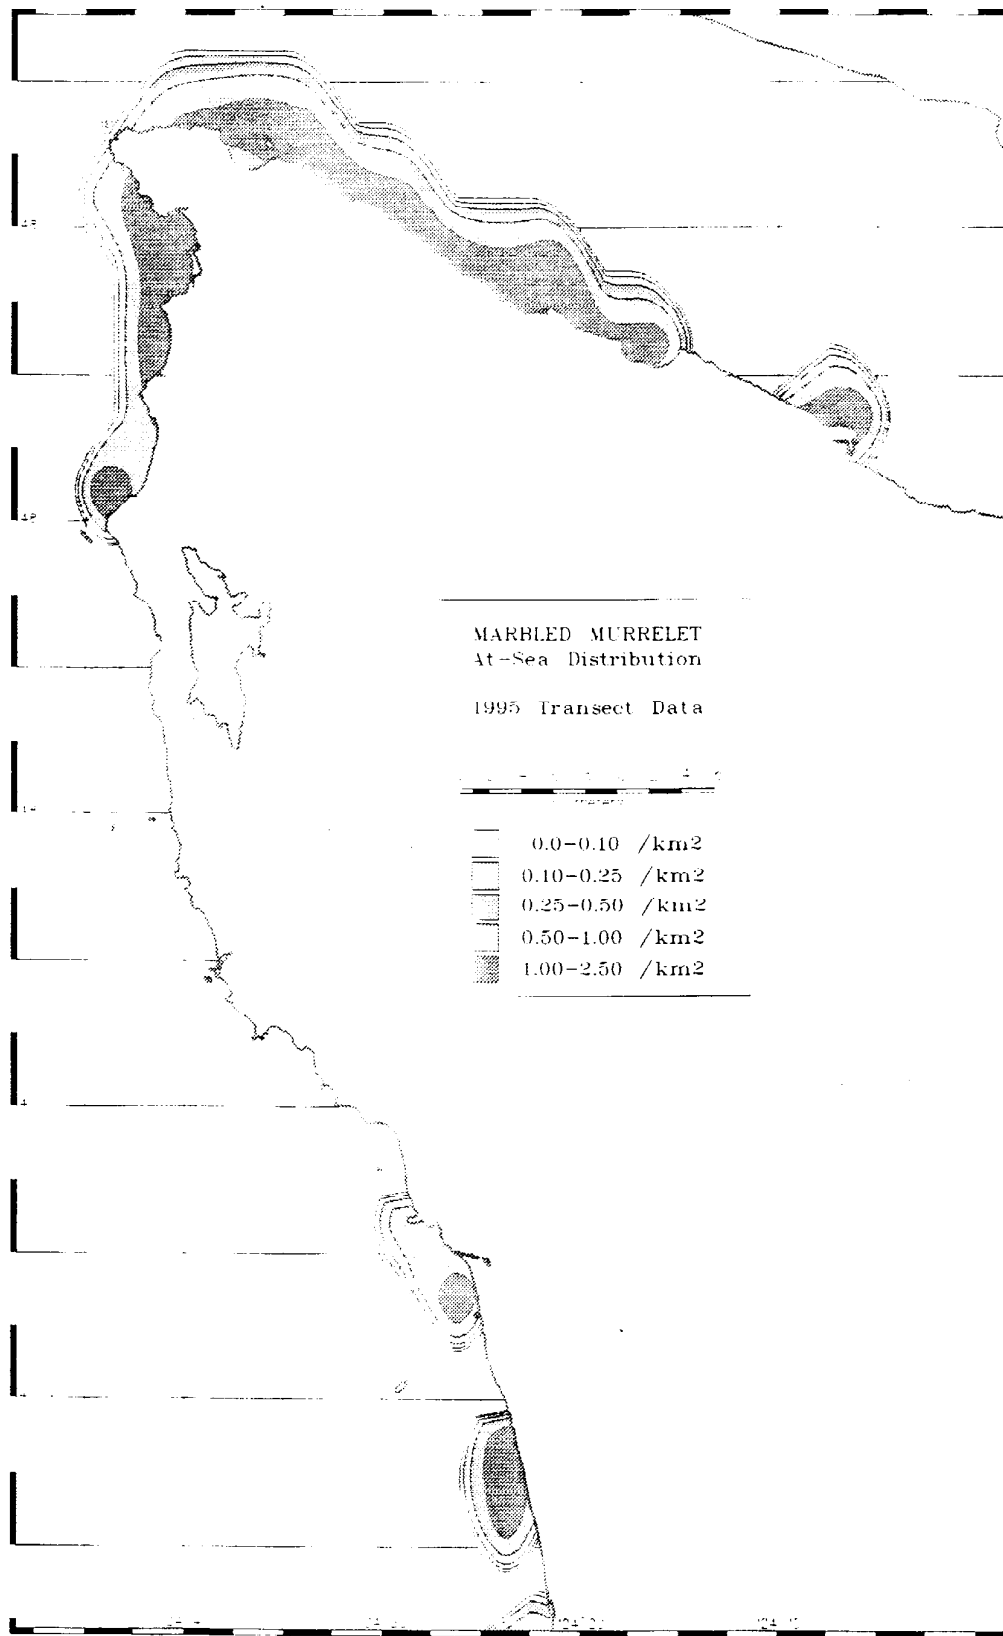 48
MARBLED MURRELET
At-Sea Distribution
1995 Transect Data
0.0-0.10 /km2
0.10-0.25 /km2
0.25-0.50 /km2
0.50-1.00 /km2
1.00-2.50 /km2